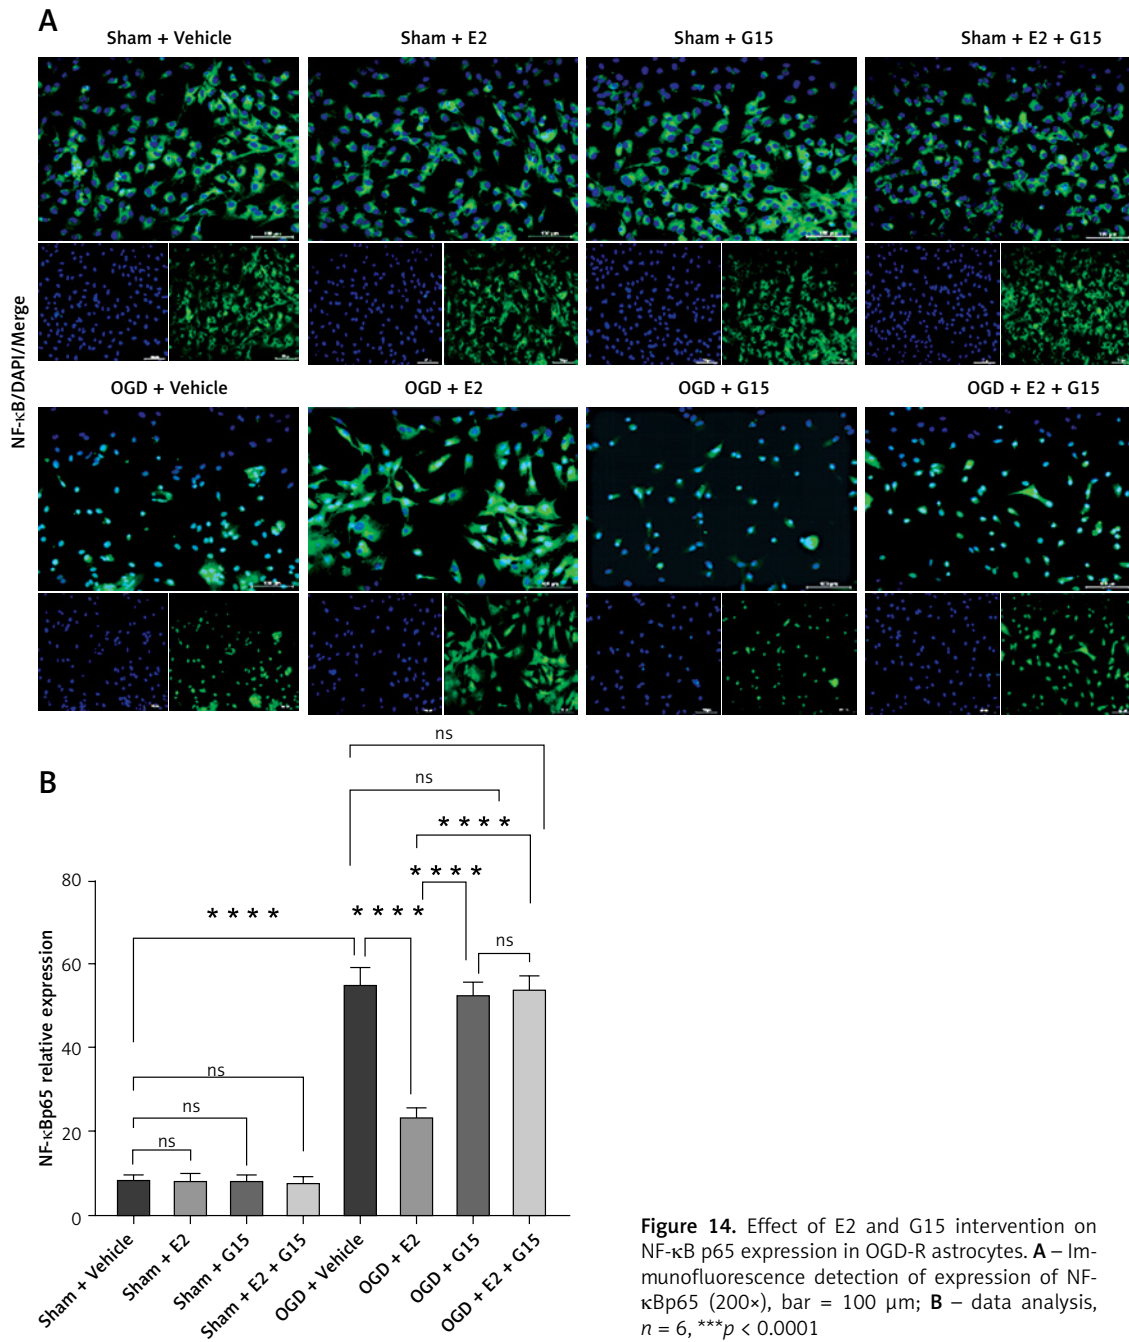 A
Sham + Vehicle
Sham + E2
Sham + G15
Sham + E2 + G15
NF-κB/DAPI/Merge
OGD + Vehicle
OGD + E2
OGD + G15
OGD + E2 + G15
B
ns
ns
****
****
****
****
ns
ns
ns
ns
NF-κBp65 relative expression
80
60
40
20
0
Sham + Vehicle
Sham + E2
Sham + G15
Sham + E2 + G15
OGD + Vehicle
OGD + E2
OGD + G15
OGD + E2 + G15
Figure 14. Effect of E2 and G15 intervention on
NF-κB p65 expression in OGD-R astrocytes. A – Im-
munofluorescence detection of expression of NF-
κBp65 (200×), bar = 100 μm; B – data analysis,
n = 6, ***p < 0.0001